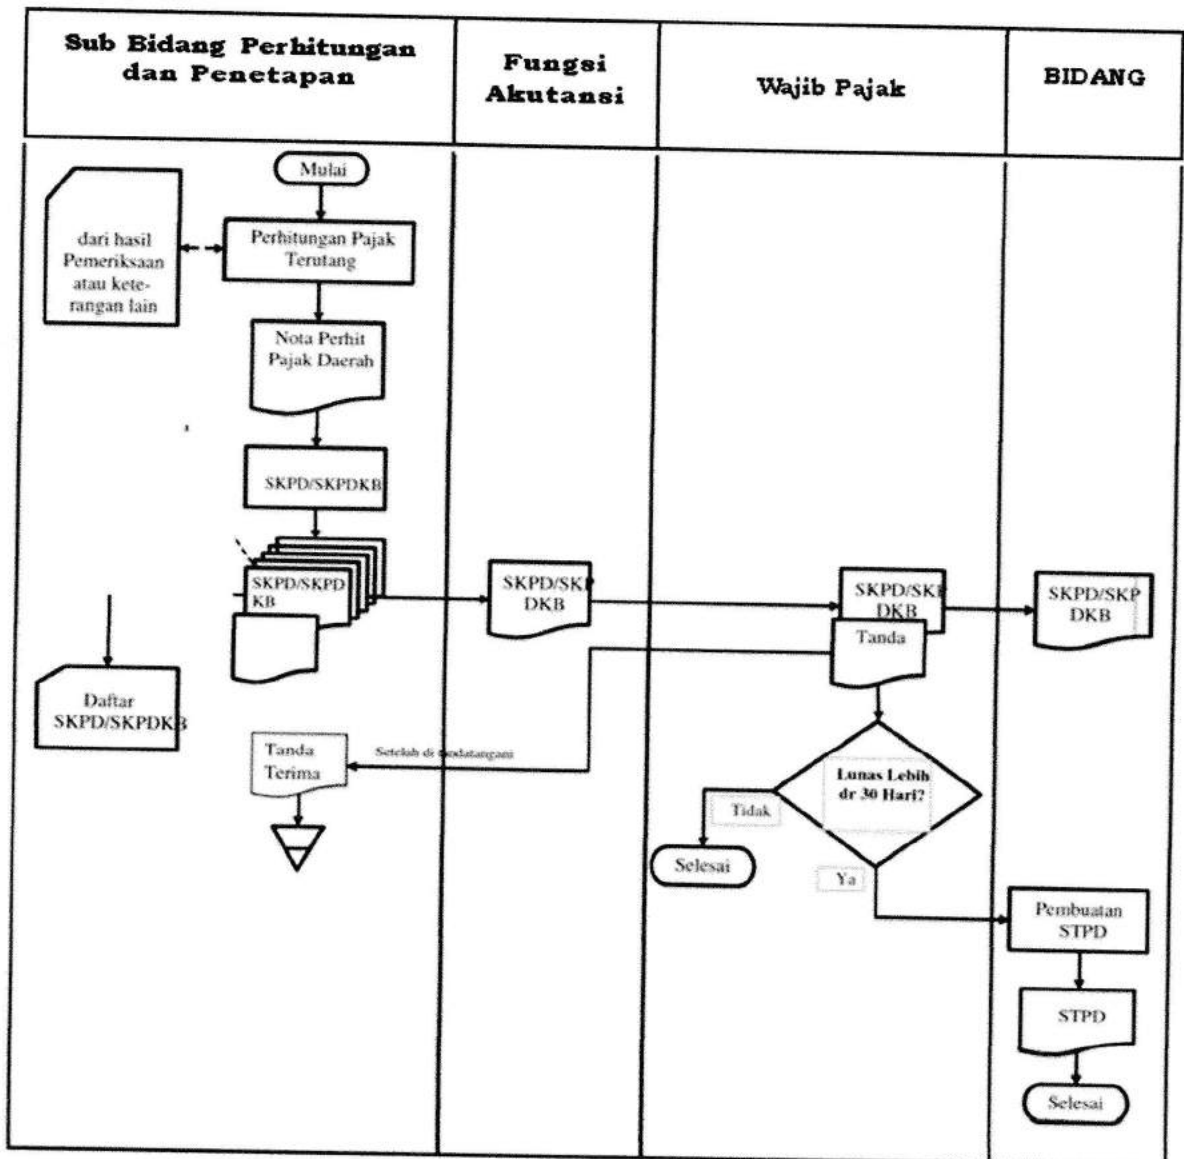 Sub Bidang Perhitungan
dan Penetapan
Fungsi
Akutansi
Wajib Pajak
BIDANG
Mulai
dari hasil
Pemeriksaan
atau kete-
rangan lain
Perhitungan Pajak
Terutang
Nota Perhit
Pajak Daerah
SKPD/SKPDKB
SKPD/SKPD
KB
SKPD/SKP
DKB
SKPD/SKP
DKB
SKPD/SKP
DKB
Tanda
Daftar
SKPD/SKPDKB
Tanda
Terima
Setelah di tandatangani
Lunas Lebih
dr 30 Hari?
Tidak
Selesai
Ya
Pembuatan
STPD
STPD
Selesai